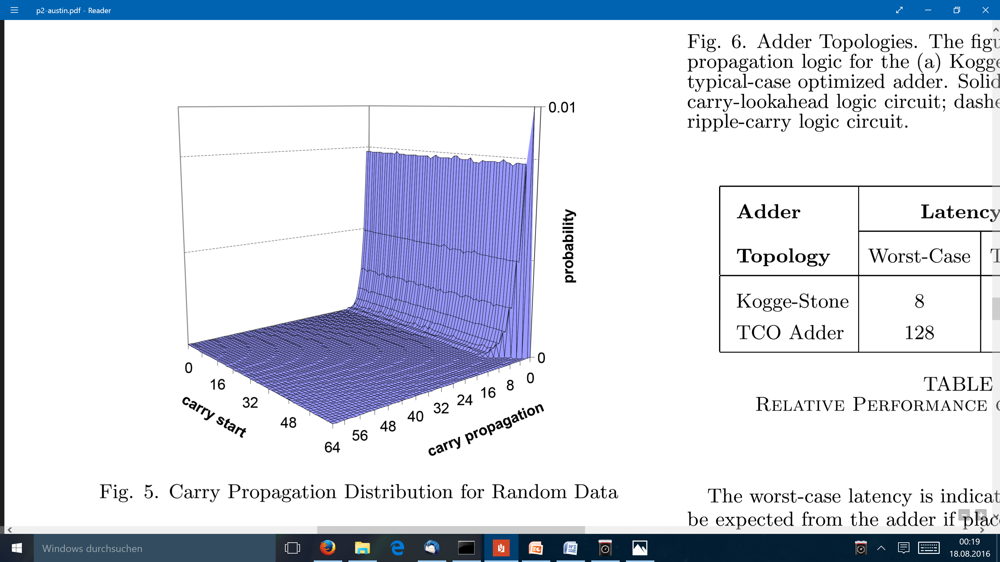 p2-austin.pdf - Reader
0.01
probability
0
0
8
16
24
32
40
48
56
64
carry propagation
0
16
32
48
carry start
Fig. 5. Carry Propagation Distribution for Random Data
Fig. 6. Adder Topologies. The figu
propagation logic for the (a) Kogge
typical-case optimized adder. Solid
carry-lookahead logic circuit; dashe
ripple-carry logic circuit.
Adder Latency
Topology Worst-Case T
Kogge-Stone 8
TCO Adder 128
TABLE
Relative Performance o
The worst-case latency is indicat
be expected from the adder if place
Windows durchsuchen
00:19
18.08.2016